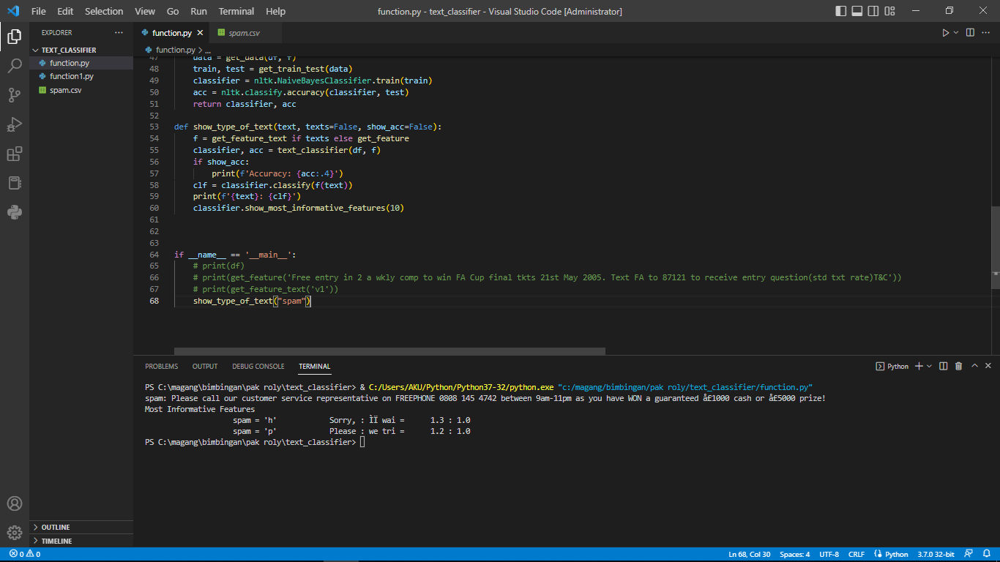 File Edit Selection View Go Run Terminal Help function.py - text_classifier - Visual Studio Code [Administrator]
EXPLORER
TEXT_CLASSIFIER
function.py
function1.py
spam.csv
OUTLINE
TIMELINE
function.py spam.csv
function.py > ...
47 data = get_data(df, f)
48 train, test = get_train_test(data)
49 classifier = nltk.NaiveBayesClassifier.train(train)
50 acc = nltk.classify.accuracy(classifier, test)
51 return classifier, acc
52
53 def show_type_of_text(text, texts=False, show_acc=False):
54 f = get_feature_text if texts else get_feature
55 classifier, acc = text_classifier(df, f)
56 if show_acc:
57 print(f'Accuracy: {acc:.4}')
58 clf = classifier.classify(f(text))
59 print(f'{text}: {clf}')
60 classifier.show_most_informative_features(10)
61
62
63
64 if __name__ == '__main__':
65 # print(df)
66 # print(get_feature('Free entry in 2 a wkly comp to win FA Cup final tkts 21st May 2005. Text FA to 87121 to receive entry question(std txt rate)T&C'))
67 # print(get_feature_text('v1'))
68 show_type_of_text("spam")
PROBLEMS OUTPUT DEBUG CONSOLE TERMINAL Python
PS C:\magang\bimbingan\pak roly\text_classifier> & C:/Users/AKU/Python/Python37-32/python.exe "c:/magang/bimbingan/pak roly/text_classifier/function.py"
spam: Please call our customer service representative on FREEPHONE 0808 145 4742 between 9am-11pm as you have WON a guaranteed å£1000 cash or å£5000 prize!
Most Informative Features
spam = 'h' Sorry, : ÌÏ wai = 1.3 : 1.0
spam = 'p' Please : we tri = 1.2 : 1.0
PS C:\magang\bimbingan\pak roly\text_classifier>
0 0 Ln 68, Col 30 Spaces: 4 UTF-8 CRLF Python 3.7.0 32-bit